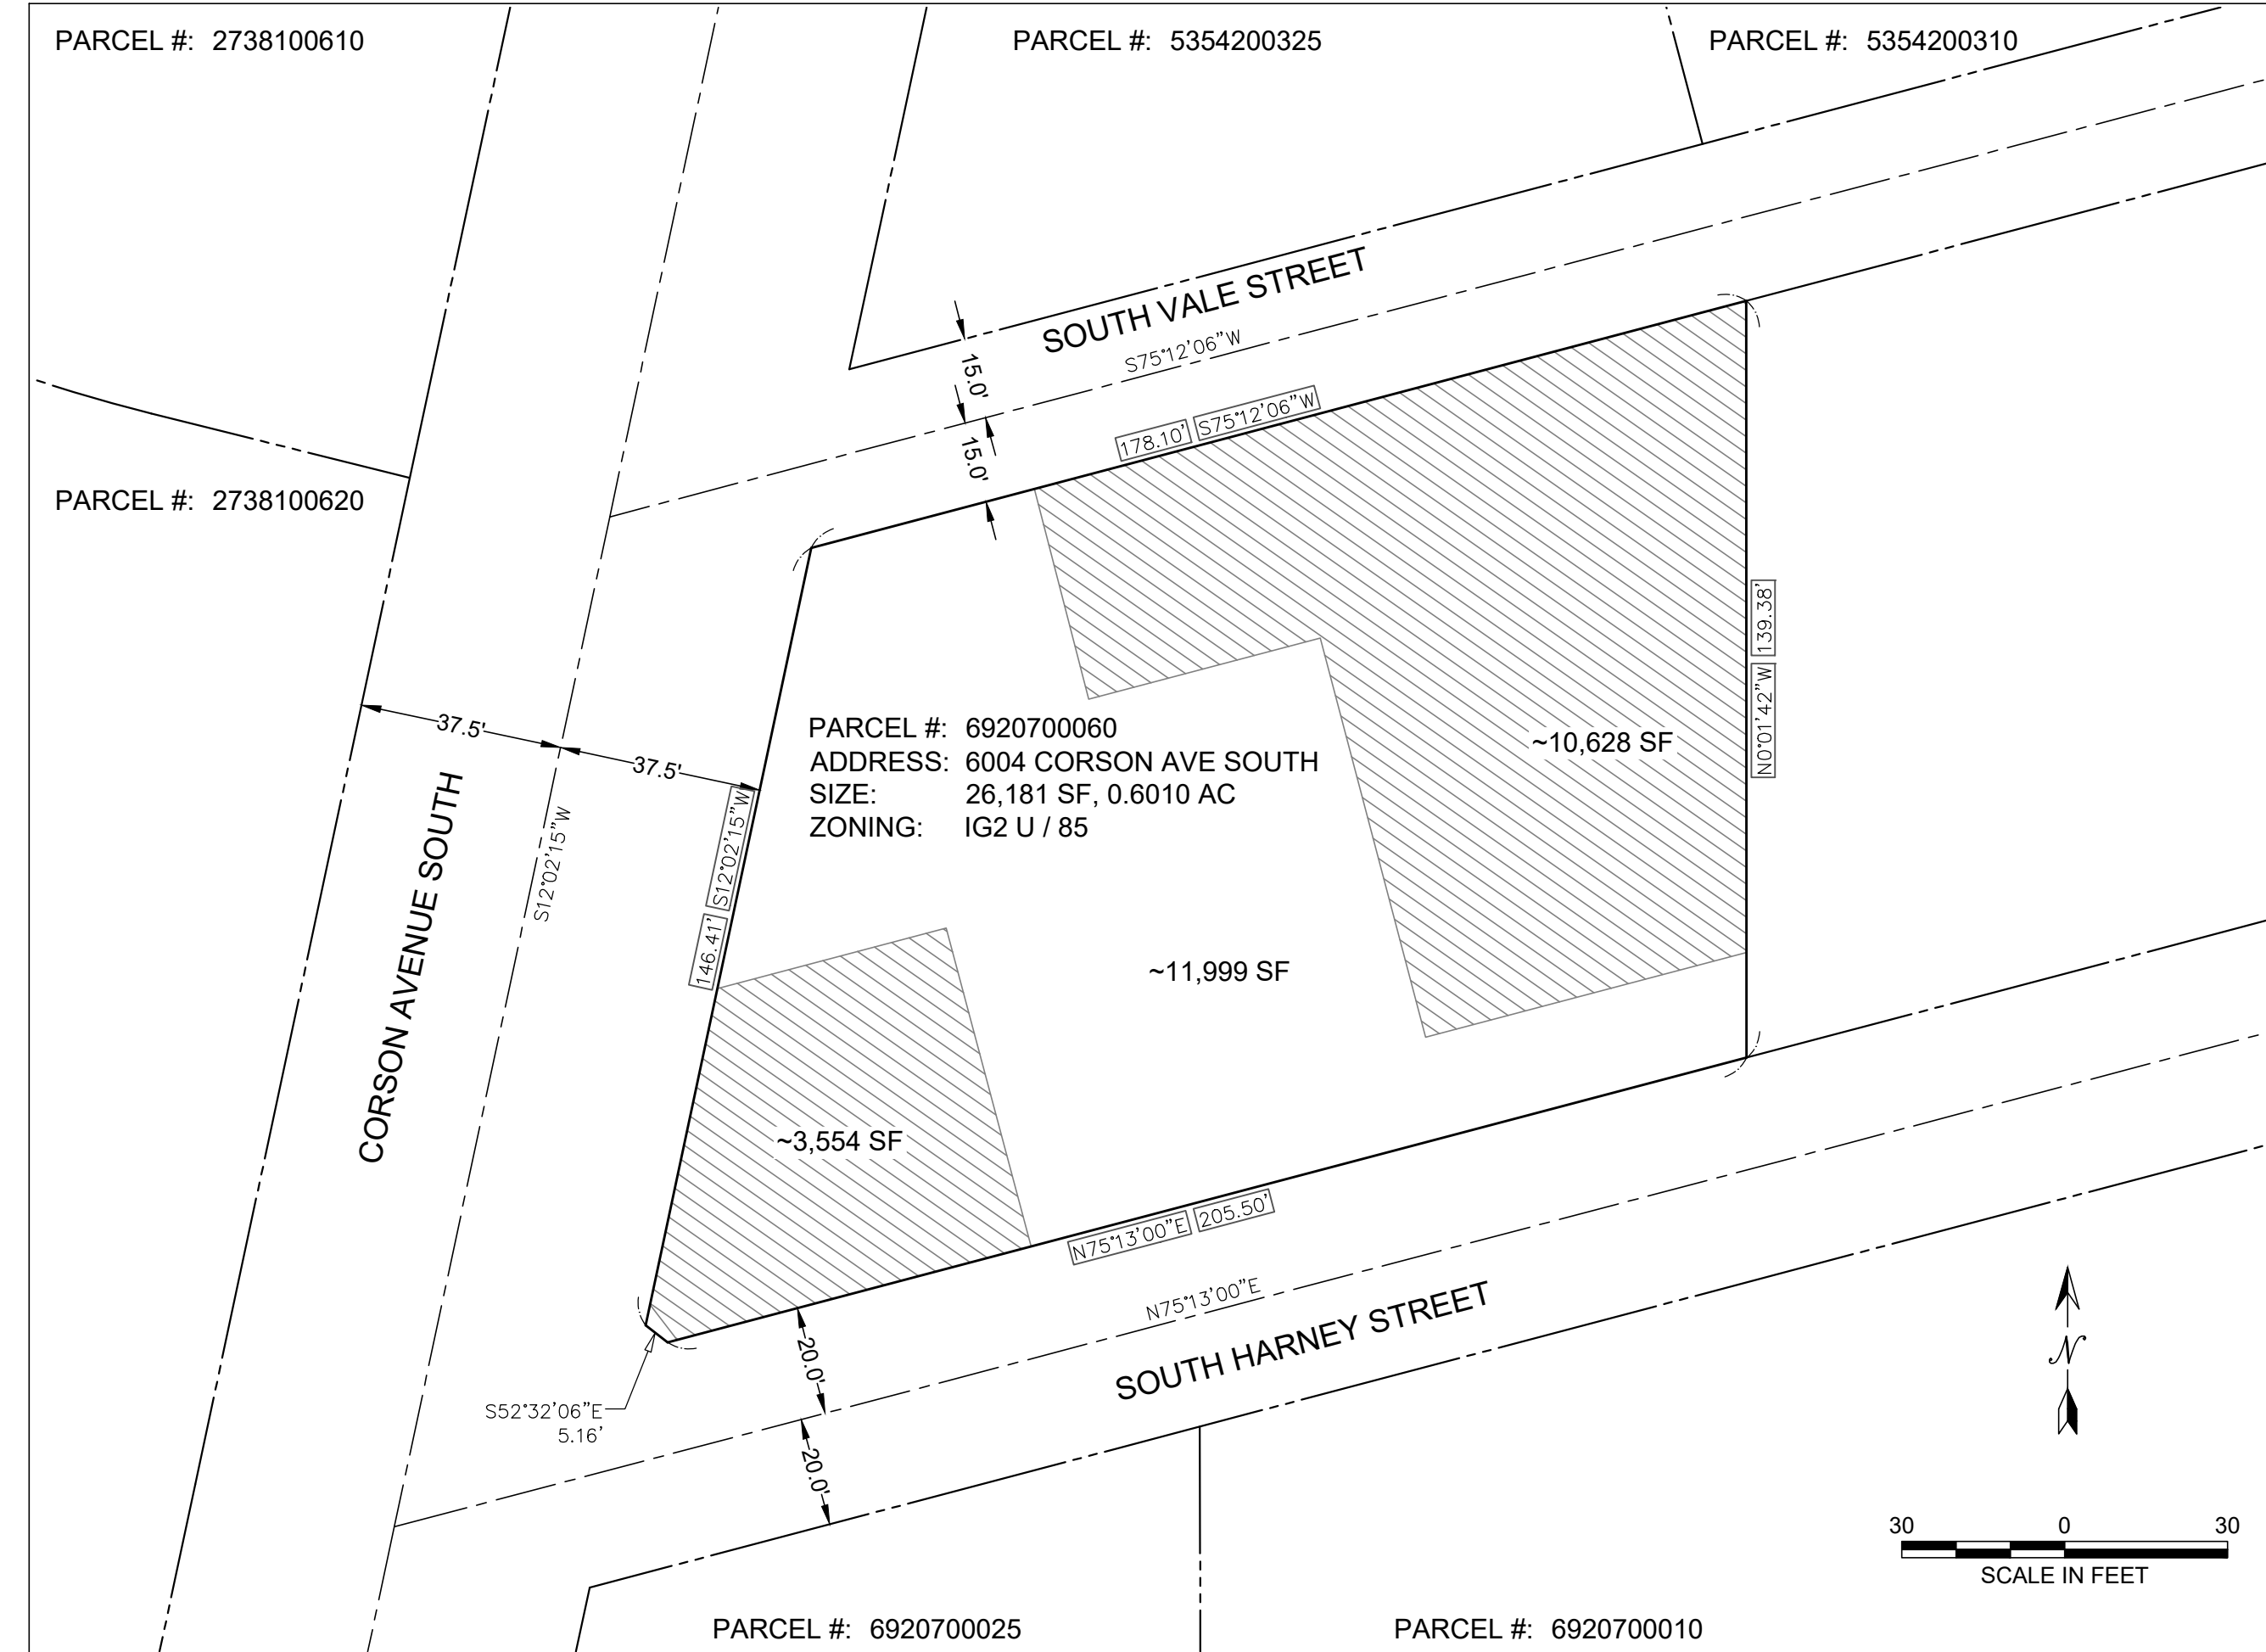 PARCEL #: 2738100610
PARCEL #: 5354200325
PARCEL #: 5354200310
SOUTH VALE STREET
S75°12'06"W
15.0'
15.0'
178.10' S75°12'06"W
PARCEL #: 2738100620
139.38'
N0°01'42"W
37.5'
37.5'
PARCEL #: 6920700060
ADDRESS: 6004 CORSON AVE SOUTH
SIZE: 26,181 SF, 0.6010 AC
ZONING: IG2 U / 85
~10,628 SF
CORSON AVENUE SOUTH
S12°02'15"W
146.41' S12°02'15"W
~11,999 SF
~3,554 SF
N75°13'00"E 205.50'
N75°13'00"E
SOUTH HARNEY STREET
20.0'
20.0'
S52°32'06"E
5.16'
N
30 0 30
SCALE IN FEET
PARCEL #: 6920700025
PARCEL #: 6920700010